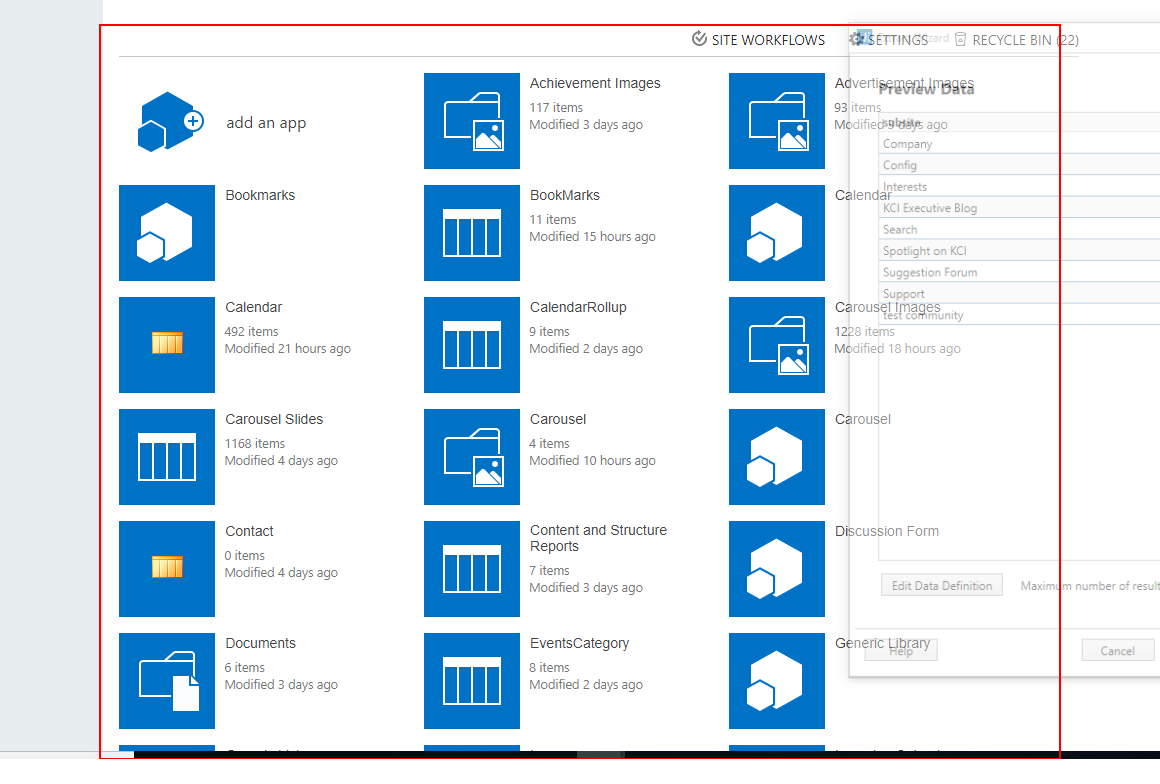 SITE WORKFLOWS
SETTINGS
RECYCLE BIN (22)
add an app
Achievement Images
117 items
Modified 3 days ago
Advertisement Images
93 items
Modified 3 days ago
Bookmarks
BookMarks
11 items
Modified 15 hours ago
Calendar
Calendar
492 items
Modified 21 hours ago
CalendarRollup
9 items
Modified 2 days ago
Carousel Images
1228 items
Modified 18 hours ago
Carousel Slides
1168 items
Modified 4 days ago
Carousel
4 items
Modified 10 hours ago
Carousel
Contact
0 items
Modified 4 days ago
Content and Structure
Reports
7 items
Modified 3 days ago
Discussion Form
Documents
6 items
Modified 3 days ago
EventsCategory
8 items
Modified 2 days ago
Generic Library
Preview Data
subsite
Company
Config
Interests
KCI Executive Blog
Search
Spotlight on KCI
Suggestion Forum
Support
test community
Edit Data Definition
Maximum number of result
Help
Cancel